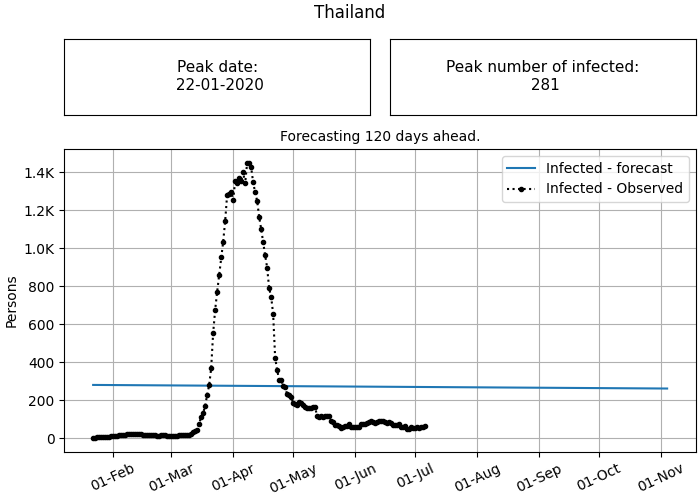 Thailand
Peak date:
22-01-2020
Peak number of infected:
281
Forecasting 120 days ahead.
Infected - forecast
Infected - Observed
Persons
1.4K
1.2K
1.0K
800
600
400
200
0
01-Feb
01-Mar
01-Apr
01-May
01-Jun
01-Jul
01-Aug
01-Sep
01-Oct
01-Nov